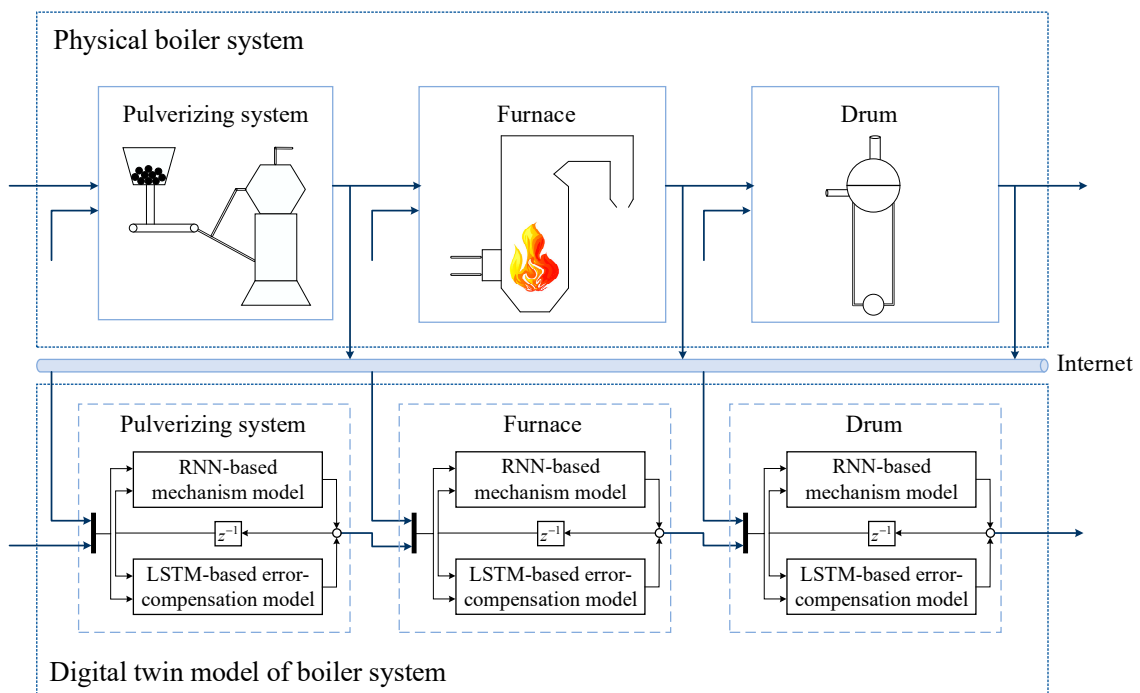 Physical boiler system
Pulverizing system
Furnace
Drum
Internet
Pulverizing system
RNN-based
mechanism model
z⁻¹
LSTM-based error-
compensation model
Furnace
RNN-based
mechanism model
z⁻¹
LSTM-based error-
compensation model
Drum
RNN-based
mechanism model
z⁻¹
LSTM-based error-
compensation model
Digital twin model of boiler system